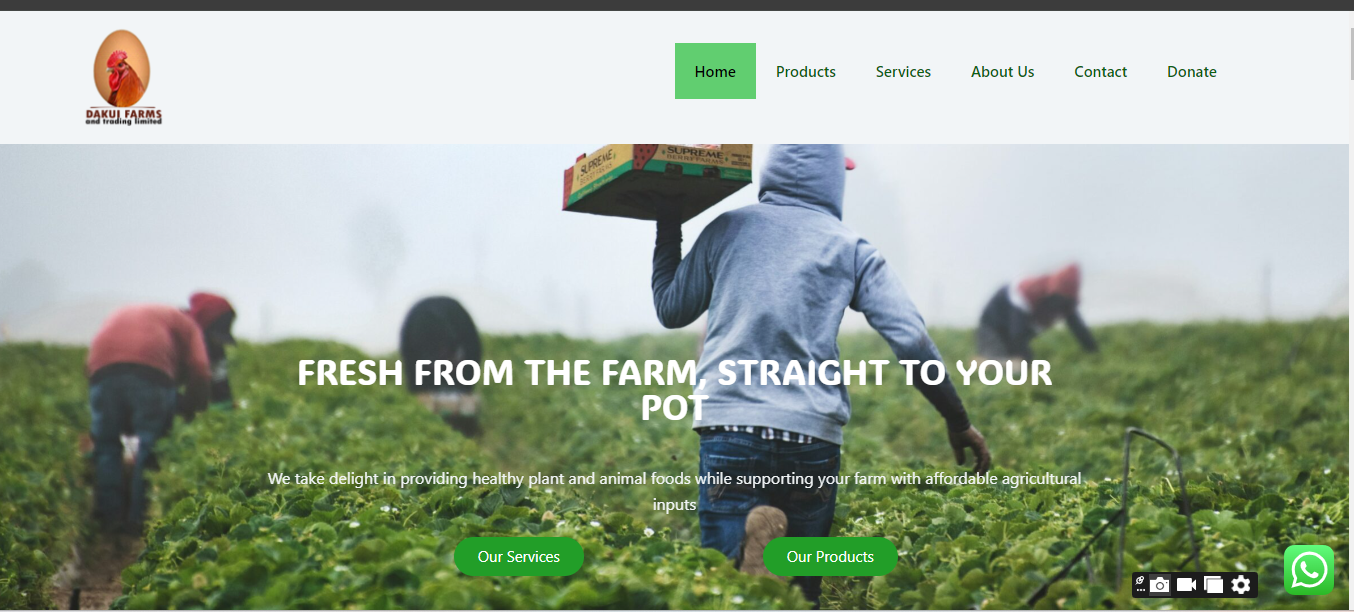 DAKUJ FARMS
and trading limited
Home
Products
Services
About Us
Contact
Donate
SUPREME
SUPREME
FRESH FROM THE FARM, STRAIGHT TO YOUR
POT
We take delight in providing healthy plant and animal foods while supporting your farm with affordable agricultural
inputs
Our Services
Our Products